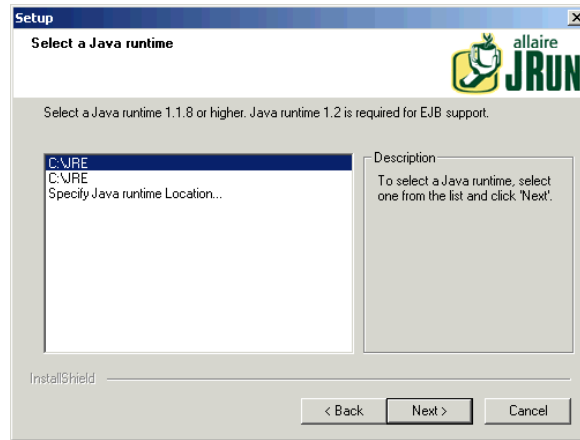 Setup
Select a Java runtime
allaire
JRUN
Select a Java runtime 1.1.8 or higher. Java runtime 1.2 is required for EJB support.
C:\JRE
C:\JRE
Specify Java runtime Location...
Description
To select a Java runtime, select
one from the list and click 'Next'.
InstallShield
< Back
Next >
Cancel